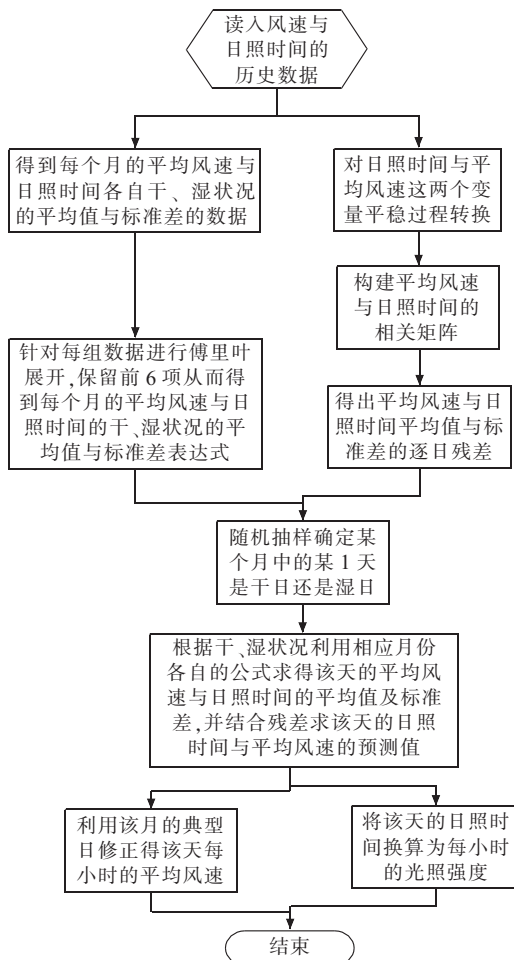 读入风速与
日照时间的
历史数据
得到每个月的平均风速与
日照时间各自干、湿状况
的平均值与标准差的数据
对日照时间与平
均风速这两个变
量平稳过程转换
构建平均风速
与日照时间的
相关矩阵
针对每组数据进行傅里叶
展开,保留前 6 项从而得
到每个月的平均风速与日
照时间的干、湿状况的平
均值与标准差表达式
得出平均风速与日
照时间平均值与标
准差的逐日残差
随机抽样确定某
个月中的某 1 天
是干日还是湿日
根据干、湿状况利用相应月份
各自的公式求得该天的平均风
速与日照时间的平均值及标准
差,并结合残差求该天的日照
时间与平均风速的预测值
利用该月的典型
日修正得该天每
小时的平均风速
将该天的日照时
间换算为每小时
的光照强度
结束